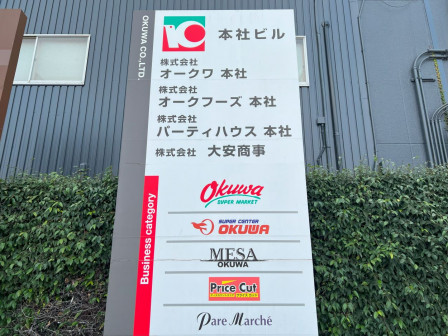 OKUWA CO.,LTD.
本社ビル
株式会社
オークワ 本社
株式会社
オークフーズ 本社
株式会社
パーティハウス 本社
株式会社 大安商事
Business category
Okuwa
SUPER MARKET
SUPER CENTER
OKUWA
MESA
OKUWA
Price Cut
Pare Marché